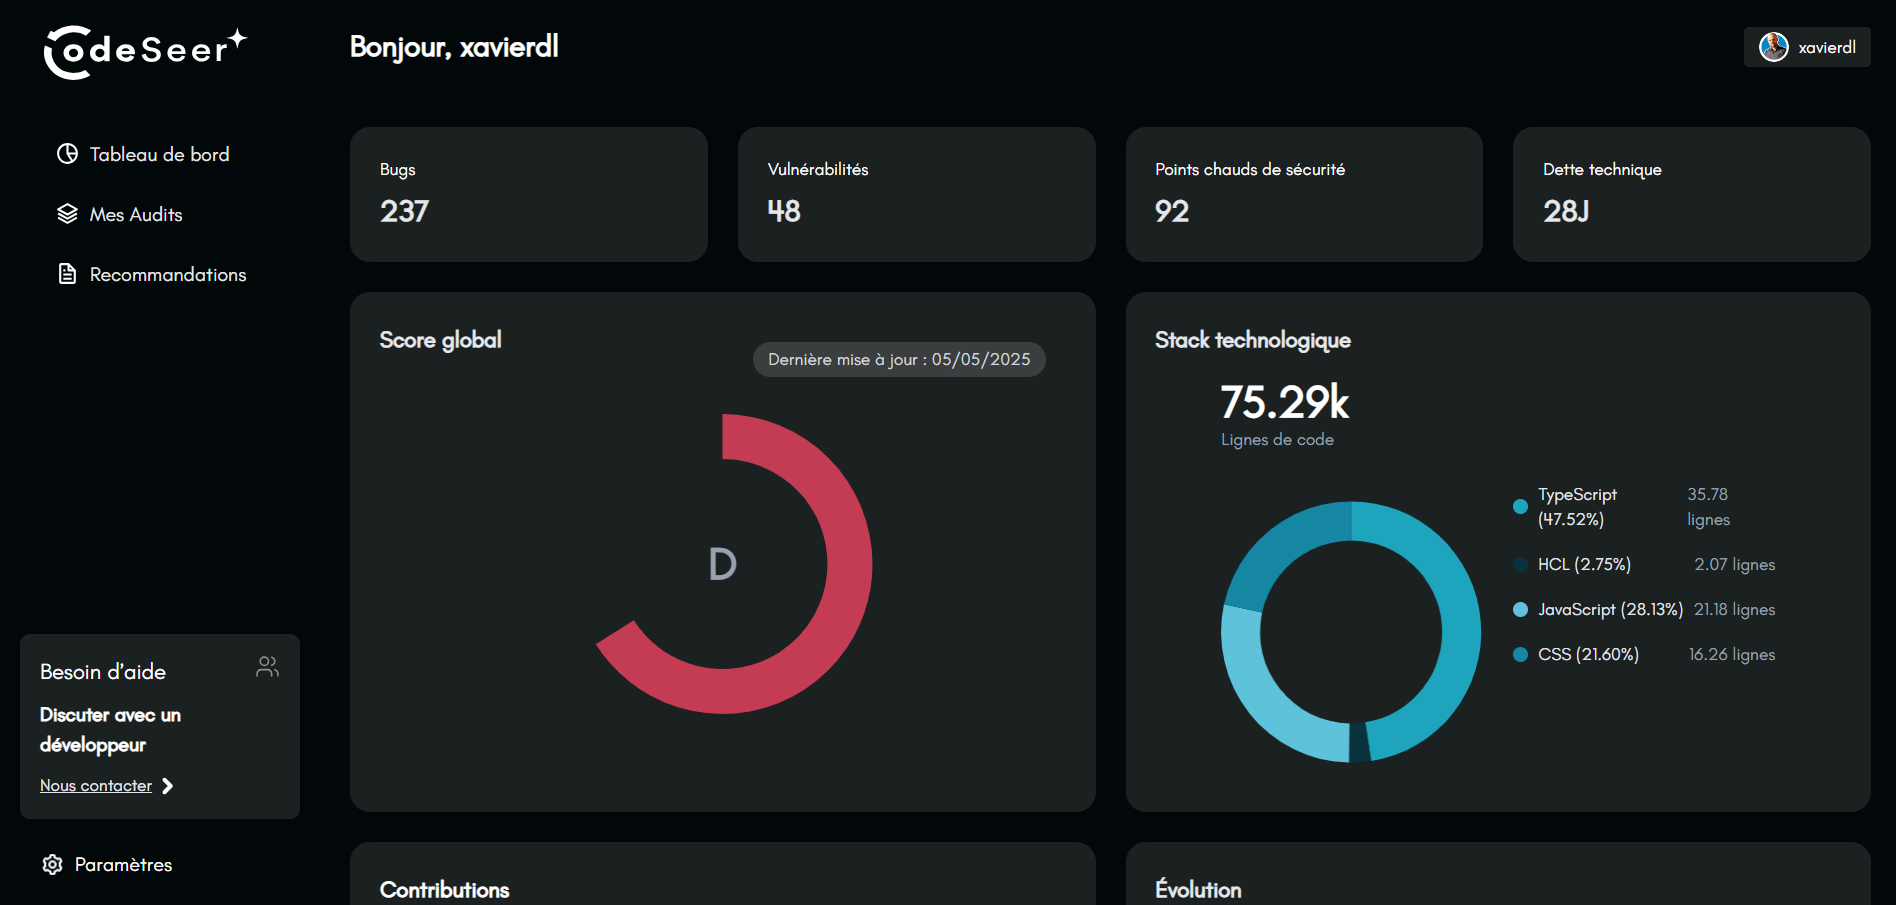 CodeSeer
Bonjour, xavierdl
xavierdl
Tableau de bord
Mes Audits
Recommandations
Bugs
237
Vulnérabilités
48
Points chauds de sécurité
92
Dette technique
28J
Score global
Dernière mise à jour : 05/05/2025
D
Stack technologique
75.29k
Lignes de code
TypeScript
(47.52%)
35.78
lignes
HCL (2.75%) 2.07 lignes
JavaScript (28.13%) 21.18 lignes
CSS (21.60%) 16.26 lignes
Besoin d'aide
Discuter avec un
développeur
Nous contacter
Paramètres
Contributions
Évolution